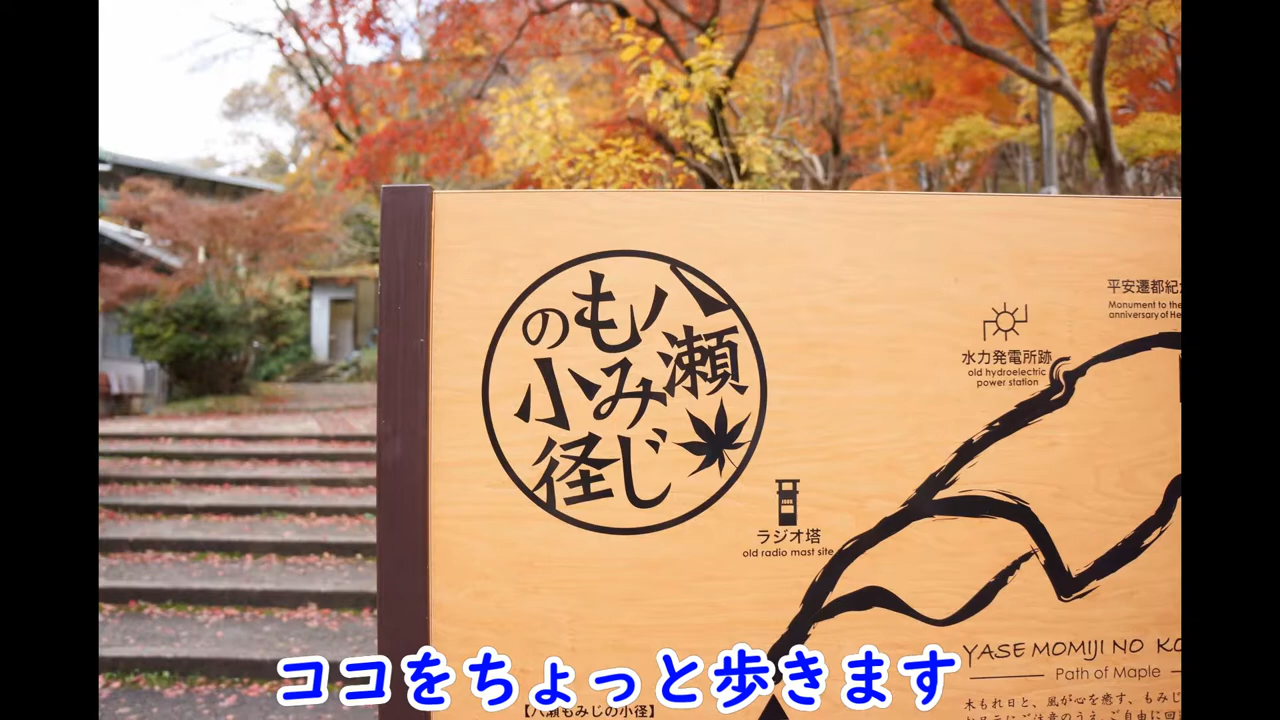 八瀬
もみじ
の小径
平安遷都紀
Monument to the
anniversary of He
水力発電所跡
old hydroelectric
power station
ラジオ塔
old radio mast site
YASE MOMIJI NO KO
Path of Maple
木もれ日と、風が心を癒す、もみじ
ココをちょっと歩きます
【八瀬もみじの小径】